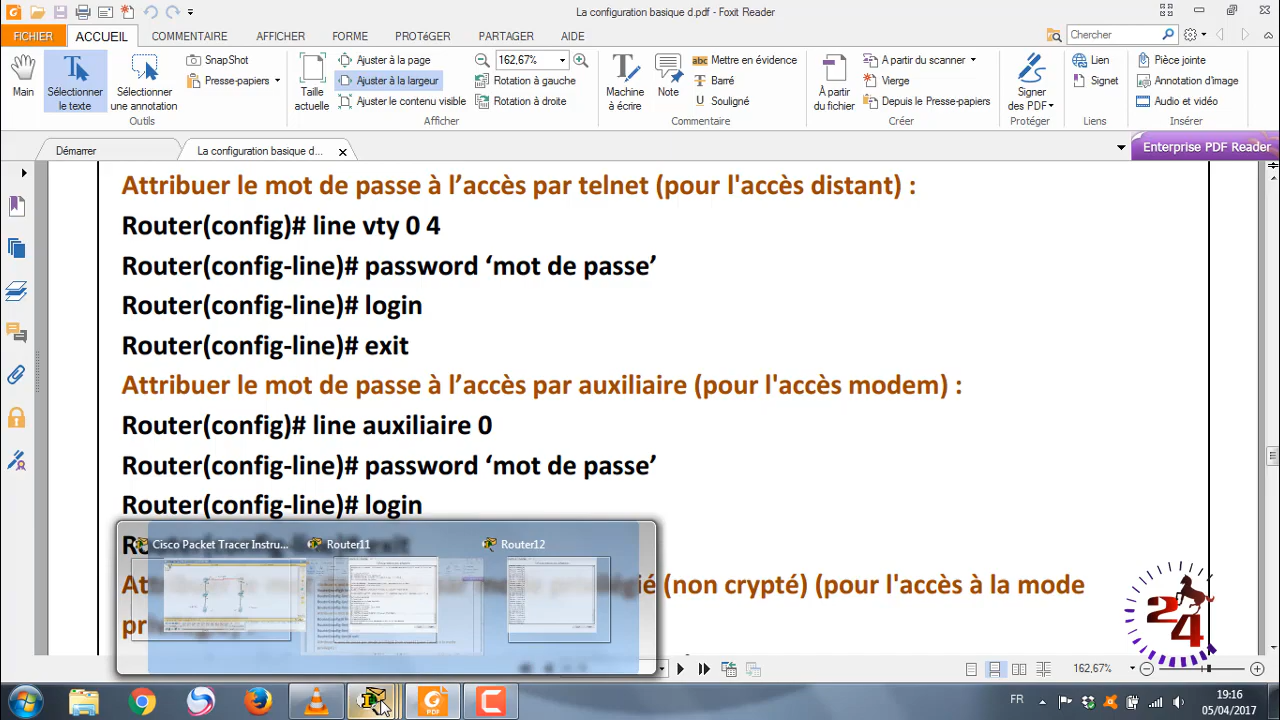 La configuration basique d.pdf - Foxit Reader
FICHIER ACCUEIL COMMENTAIRE AFFICHER FORME PROTéGER PARTAGER AIDE Chercher
Main
Sélectionner le texte
Sélectionner une annotation
SnapShot
Presse-papiers
Outils
Taille actuelle
Ajuster à la page
Ajuster à la largeur
Ajuster le contenu visible
162,67%
Rotation à gauche
Rotation à droite
Afficher
Machine à écrire
Note
Mettre en évidence
Barré
Souligné
Commentaire
À partir du fichier
A partir du scanner
Vierge
Depuis le Presse-papiers
Créer
Signer des PDF
Protéger
Lien
Signet
Liens
Pièce jointe
Annotation d'image
Audio et vidéo
Insérer
Démarrer
La configuration basique d...
Enterprise PDF Reader
Attribuer le mot de passe à l’accès par telnet (pour l'accès distant) :
Router(config)# line vty 0 4
Router(config-line)# password ‘mot de passe’
Router(config-line)# login
Router(config-line)# exit
Attribuer le mot de passe à l’accès par auxiliaire (pour l'accès modem) :
Router(config)# line auxiliaire 0
Router(config-line)# password ‘mot de passe’
Router(config-line)# login
exit
(non crypté) (pour l'accès à la mode
Cisco Packet Tracer Instru...
Router11
Router12
24
162,67%
FR
19:16
05/04/2017